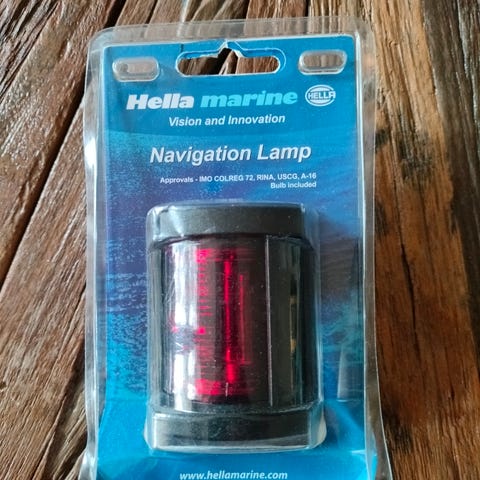 Hella marine HELLA
Vision and Innovation
Navigation Lamp
Approvals - IMO COLREG 72, RINA, USCG, A-16
Bulb included
www.hellamarine.com